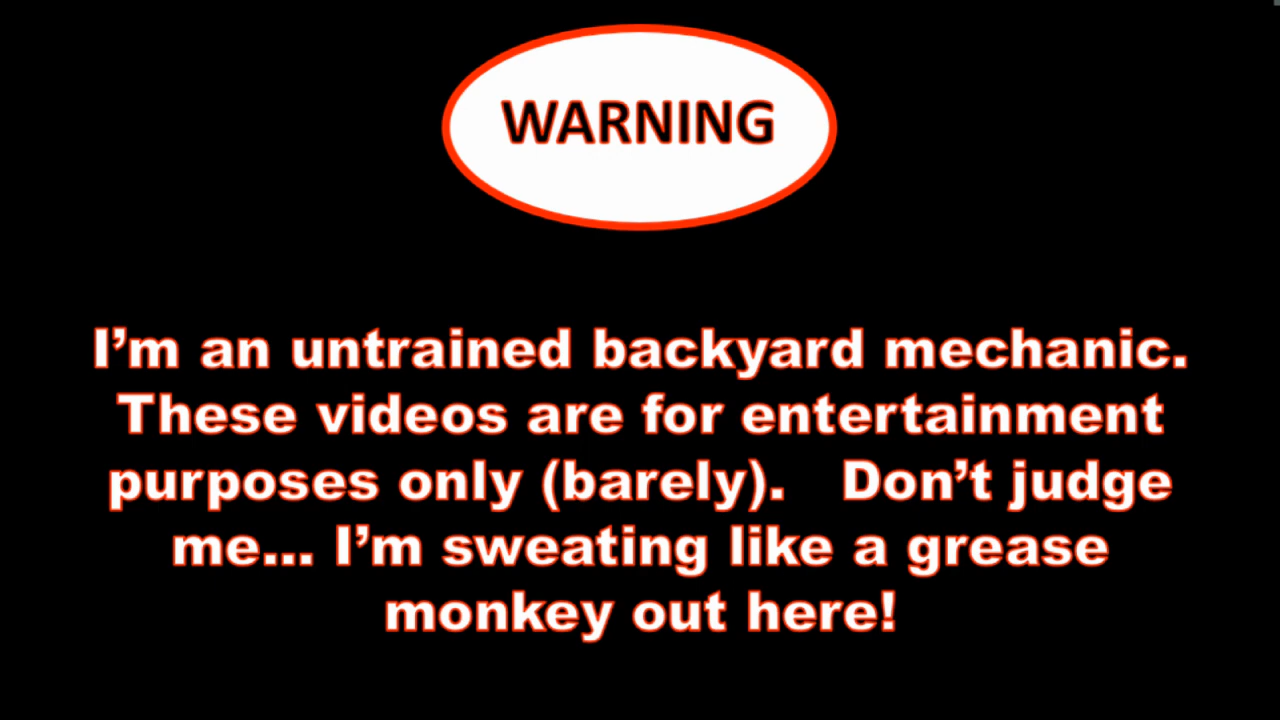 WARNING
I’m an untrained backyard mechanic.
These videos are for entertainment
purposes only (barely).   Don’t judge
me... I’m sweating like a grease
monkey out here!